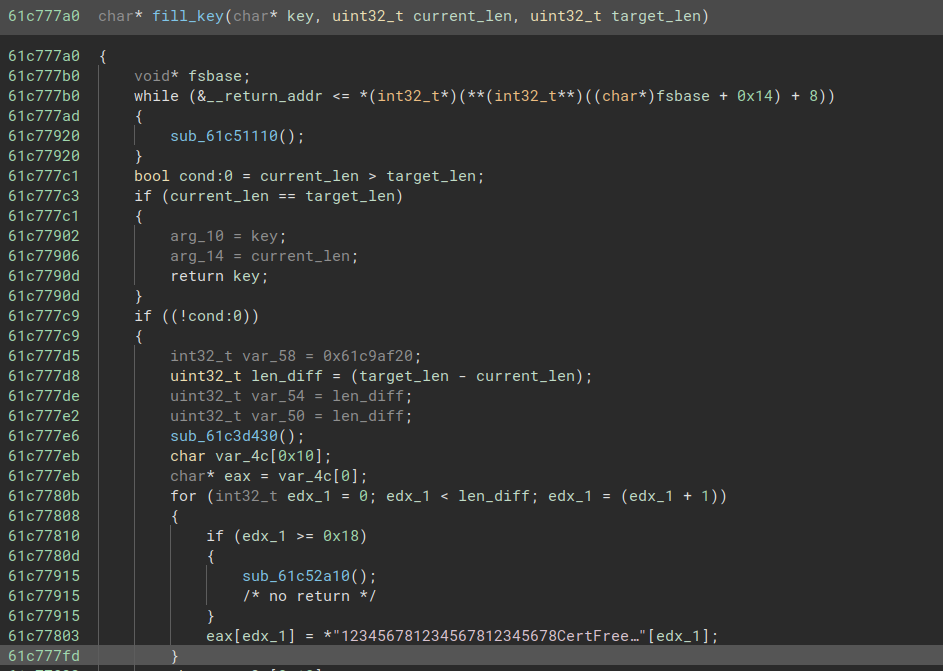 61c777a0 char* fill_key(char* key, uint32_t current_len, uint32_t target_len)
61c777a0 {
61c777b0 void* fsbase;
61c777b0 while (&__return_addr <= *(int32_t*)(**(int32_t**)((char*)fsbase + 0x14) + 8))
61c777ad {
61c77920 sub_61c51110();
61c77920 }
61c777c1 bool cond:0 = current_len > target_len;
61c777c3 if (current_len == target_len)
61c777c1 {
61c77902 arg_10 = key;
61c77906 arg_14 = current_len;
61c7790d return key;
61c7790d }
61c777c9 if ((!cond:0))
61c777c9 {
61c777d5 int32_t var_58 = 0x61c9af20;
61c777d8 uint32_t len_diff = (target_len - current_len);
61c777de uint32_t var_54 = len_diff;
61c777e2 uint32_t var_50 = len_diff;
61c777e6 sub_61c3d430();
61c777eb char var_4c[0x10];
61c777eb char* eax = var_4c[0];
61c7780b for (int32_t edx_1 = 0; edx_1 < len_diff; edx_1 = (edx_1 + 1))
61c77808 {
61c77810 if (edx_1 >= 0x18)
61c7780d {
61c77915 sub_61c52a10();
61c77915 /* no return */
61c77915 }
61c77803 eax[edx_1] = *"123456781234567812345678CertFree…"[edx_1];
61c777fd }